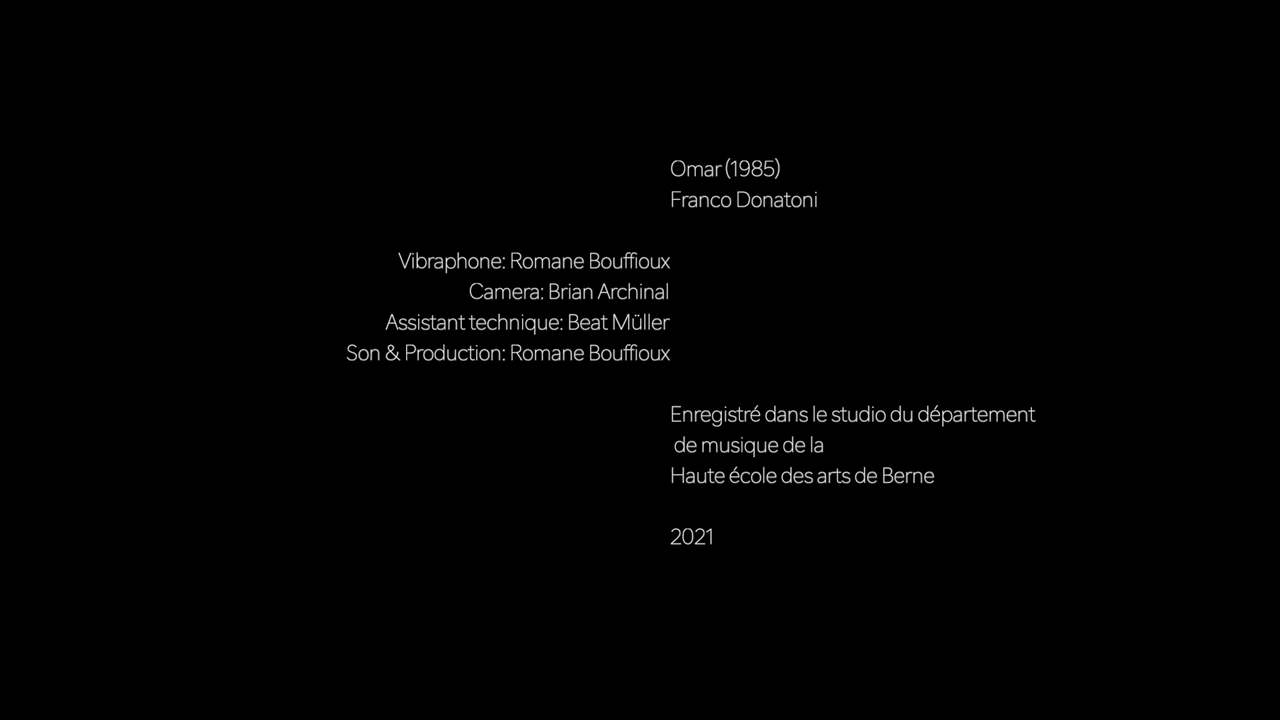 Omar (1985)
Franco Donatoni
Vibraphone: Romane Bouffioux
Camera: Brian Archinal
Assistant technique: Beat Müller
Son & Production: Romane Bouffioux
Enregistré dans le studio du département
de musique de la
Haute école des arts de Berne
2021